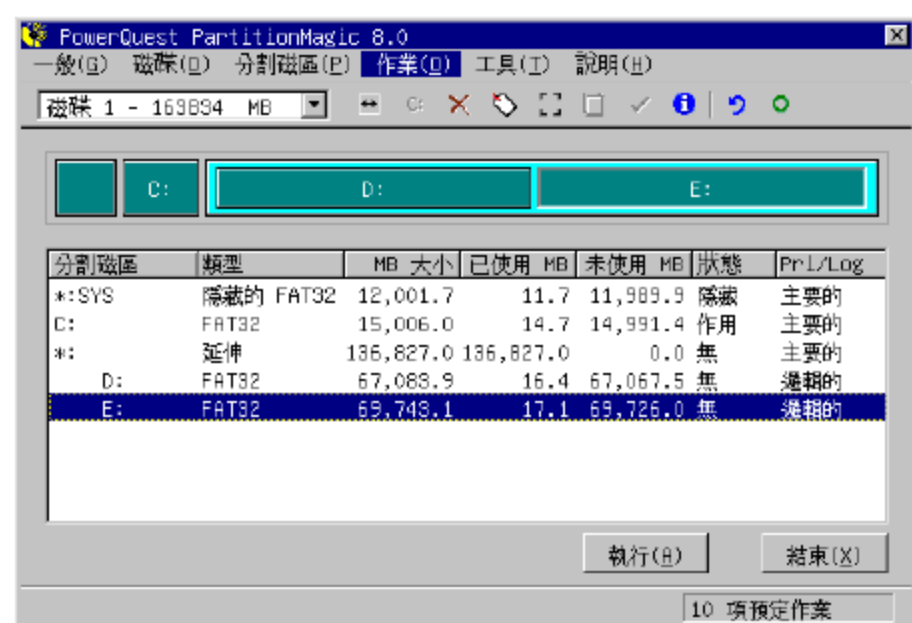 PowerQuest PartitionMagic 8.0
一般(G) 磁碟(D) 分割磁區(P) 作業(O) 工具(T) 說明(H)
磁碟 1 - 163834 MB C:
C: D: E:
分割磁區 類型 MB 大小 已使用 MB 未使用 MB 狀態 Pri/Log
*:SYS 隱藏的 FAT32 12,001.7 11.7 11,989.9 隱藏 主要的
C: FAT32 15,006.0 14.7 14,991.4 作用 主要的
*: 延伸 136,827.0 136,827.0 0.0 無 主要的
D: FAT32 67,083.9 16.4 67,067.5 無 邏輯的
E: FAT32 69,743.1 17.1 69,726.0 無 邏輯的
執行(A) 結束(X)
10 項預定作業